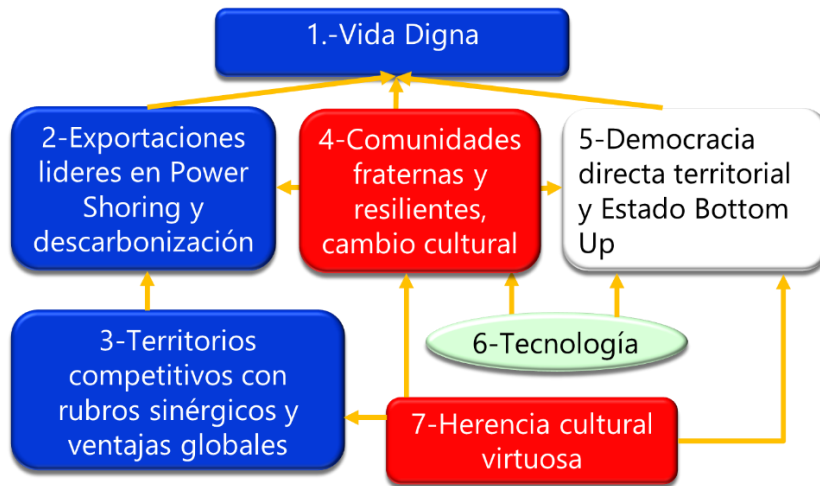 1.-Vida Digna
2-Exportaciones
lideres en Power
Shoring y
descarbonización
4-Comunidades
fraternas y
resilientes,
cambio cultural
5-Democracia
directa territorial
y Estado Bottom
Up
3-Territorios
competitivos con
rubros sinérgicos y
ventajas globales
6-Tecnología
7-Herencia cultural
virtuosa